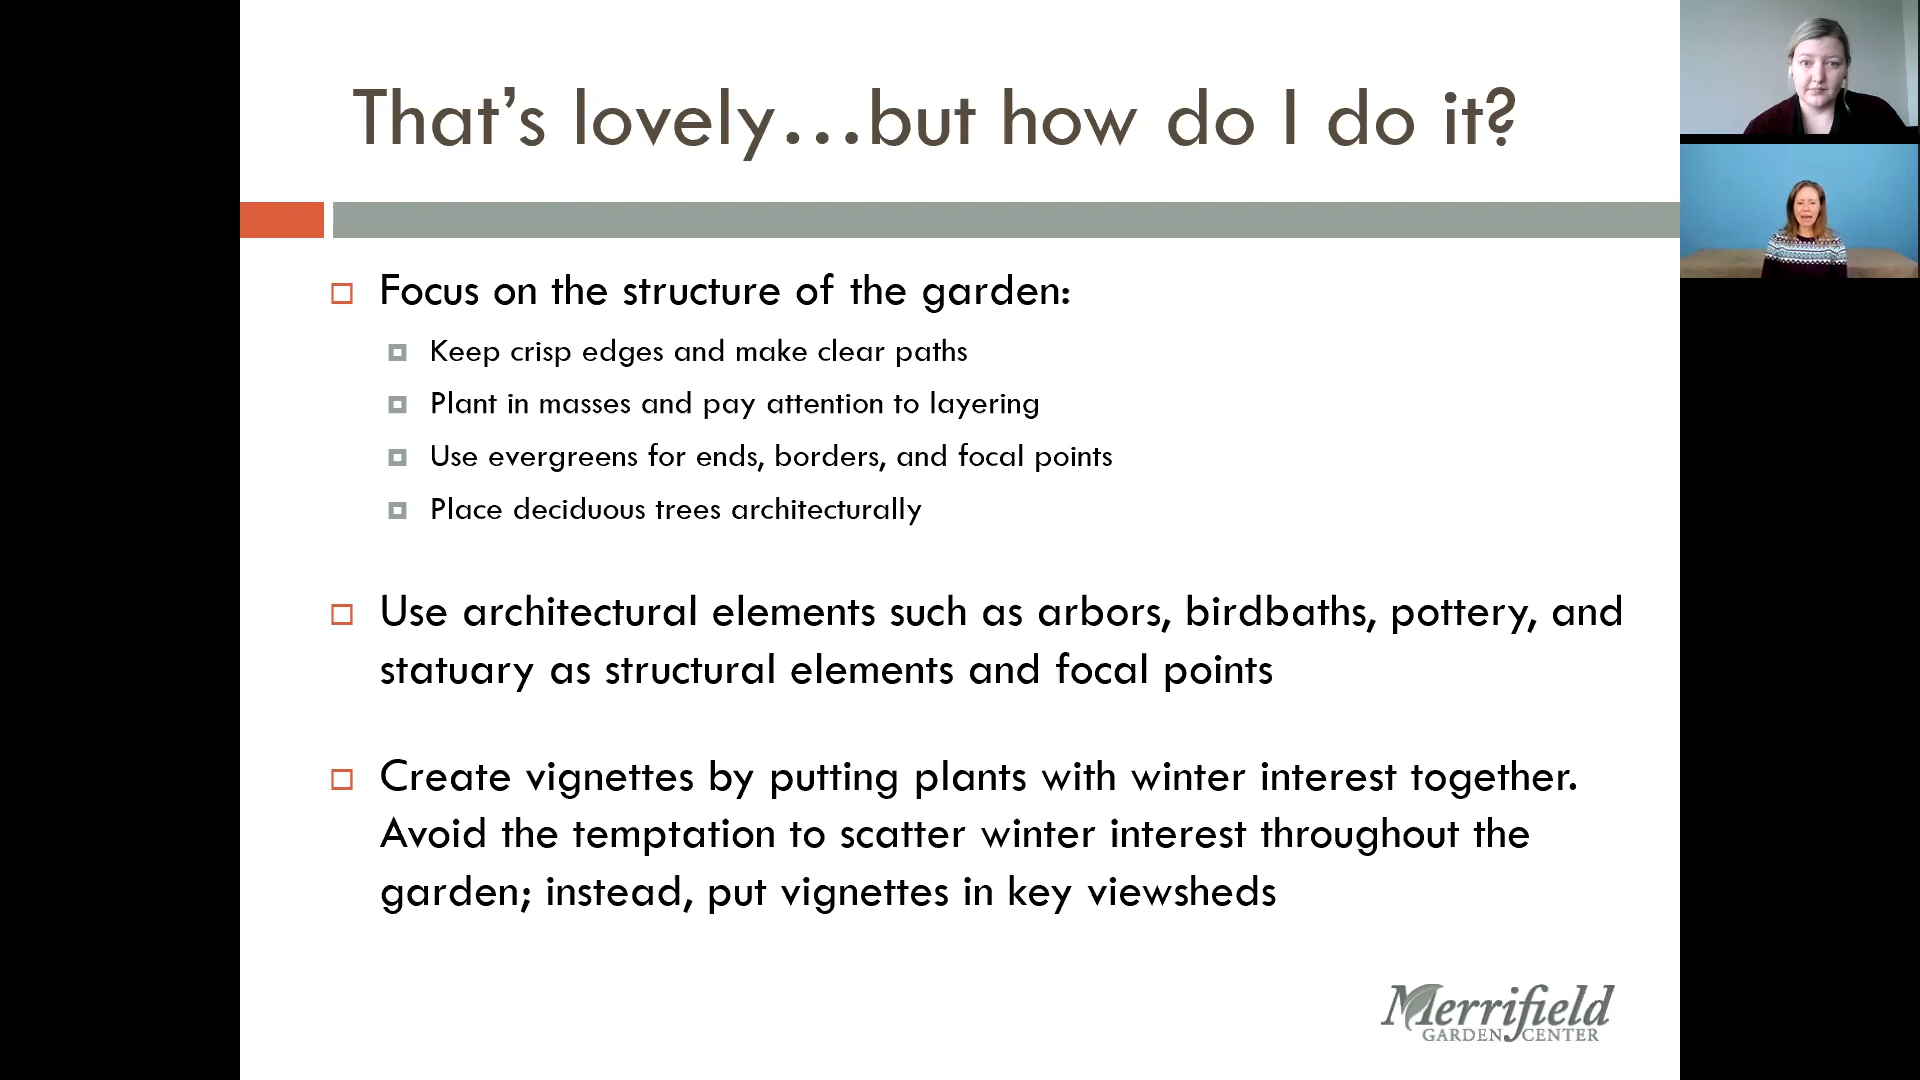 That's lovely...but how do I do it?
Focus on the structure of the garden:
Keep crisp edges and make clear paths
Plant in masses and pay attention to layering
Use evergreens for ends, borders, and focal points
Place deciduous trees architecturally
Use architectural elements such as arbors, birdbaths, pottery, and
statuary as structural elements and focal points
Create vignettes by putting plants with winter interest together.
Avoid the temptation to scatter winter interest throughout the
garden; instead, put vignettes in key viewsheds
Merrifield
GARDEN CENTER